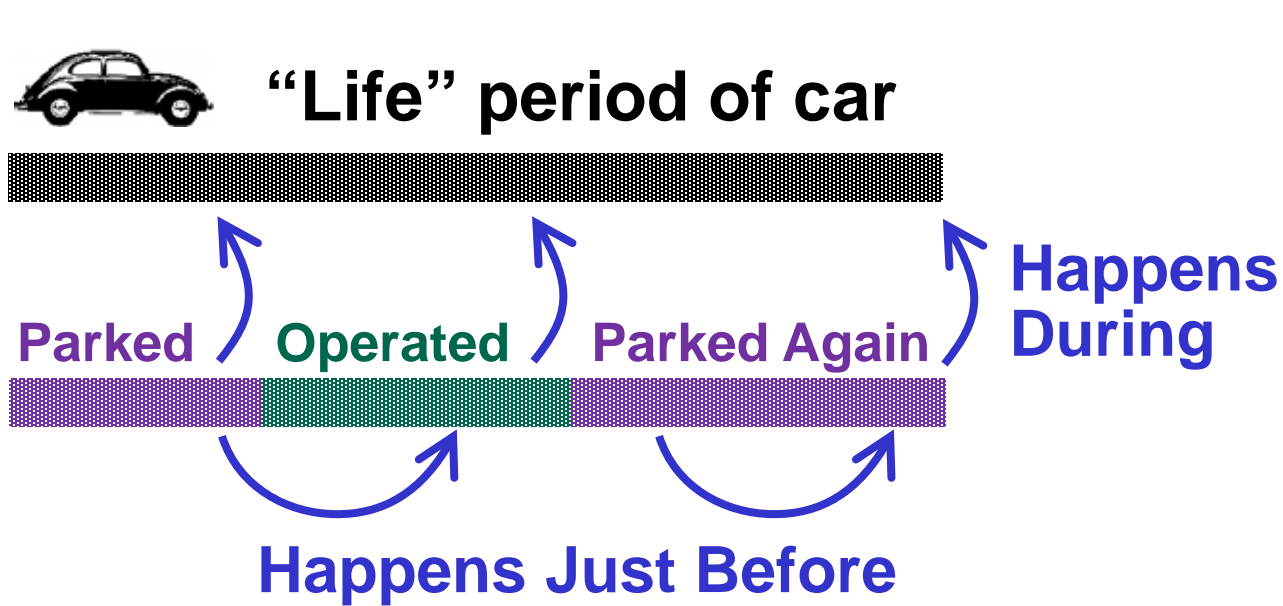 “Life” period of car
Happens
During
Parked Operated Parked Again
Happens Just Before